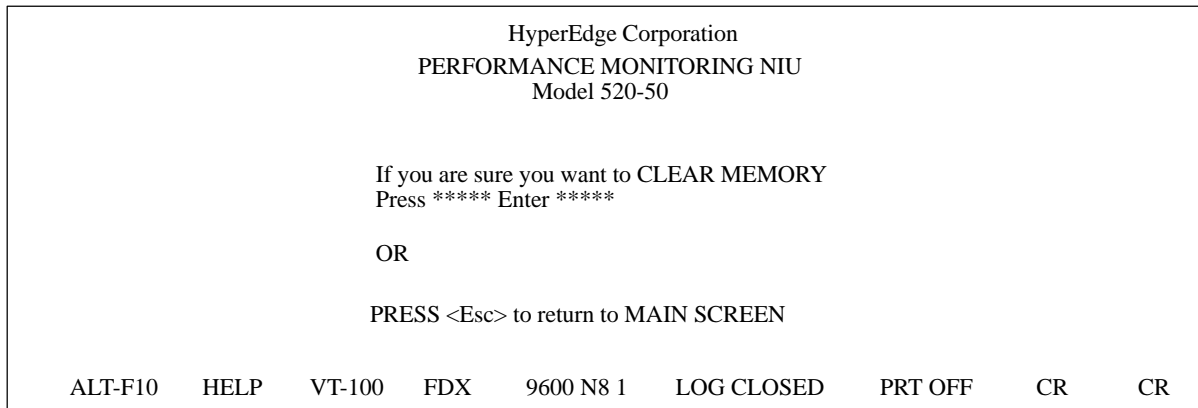 HyperEdge Corporation
PERFORMANCE MONITORING NIU
Model 520-50
If you are sure you want to CLEAR MEMORY
Press ***** Enter *****
OR
PRESS <Esc> to return to MAIN SCREEN
ALT-F10 HELP VT-100 FDX 9600 N8 1 LOG CLOSED PRT OFF CR CR